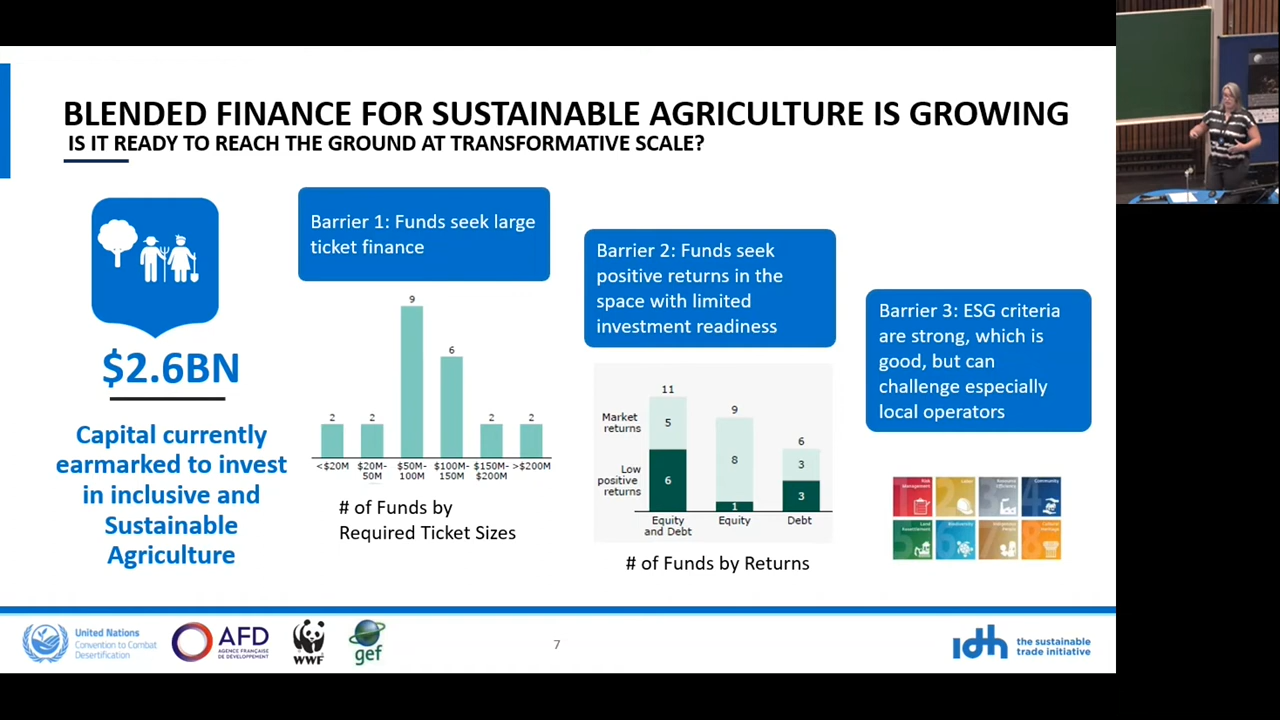 BLENDED FINANCE FOR SUSTAINABLE AGRICULTURE IS GROWING
IS IT READY TO REACH THE GROUND AT TRANSFORMATIVE SCALE?
$2.6BN
Capital currently
earmarked to invest
in inclusive and
Sustainable
Agriculture
Barrier 1: Funds seek large
ticket finance
9
6
2
2
2
2
<$20M
$20M-
50M
$50M-
100M
$100M-
150M
$150M-
$200M
>$200M
# of Funds by
Required Ticket Sizes
Barrier 2: Funds seek
positive returns in the
space with limited
investment readiness
11
9
6
Market
returns
5
8
3
Low
positive
returns
6
1
3
Equity
and Debt
Equity
Debt
# of Funds by Returns
Barrier 3: ESG criteria
are strong, which is
good, but can
challenge especially
local operators
United Nations
Convention to Combat
Desertification
AFD
AGENCE FRANÇAISE
DE DÉVELOPPEMENT
WWF
gef
7
idh
the sustainable
trade initiative